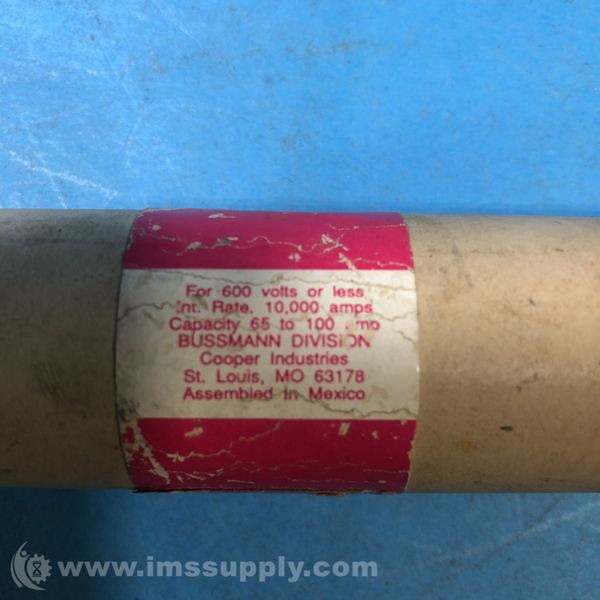 For 600 volts or less
Int. Rate. 10,000 amps
Capacity 65 to 100
BUSSMANN DIVISION
Cooper Industries
St. Louis, MO 63178
Assembled In Mexico
www.imssupply.com